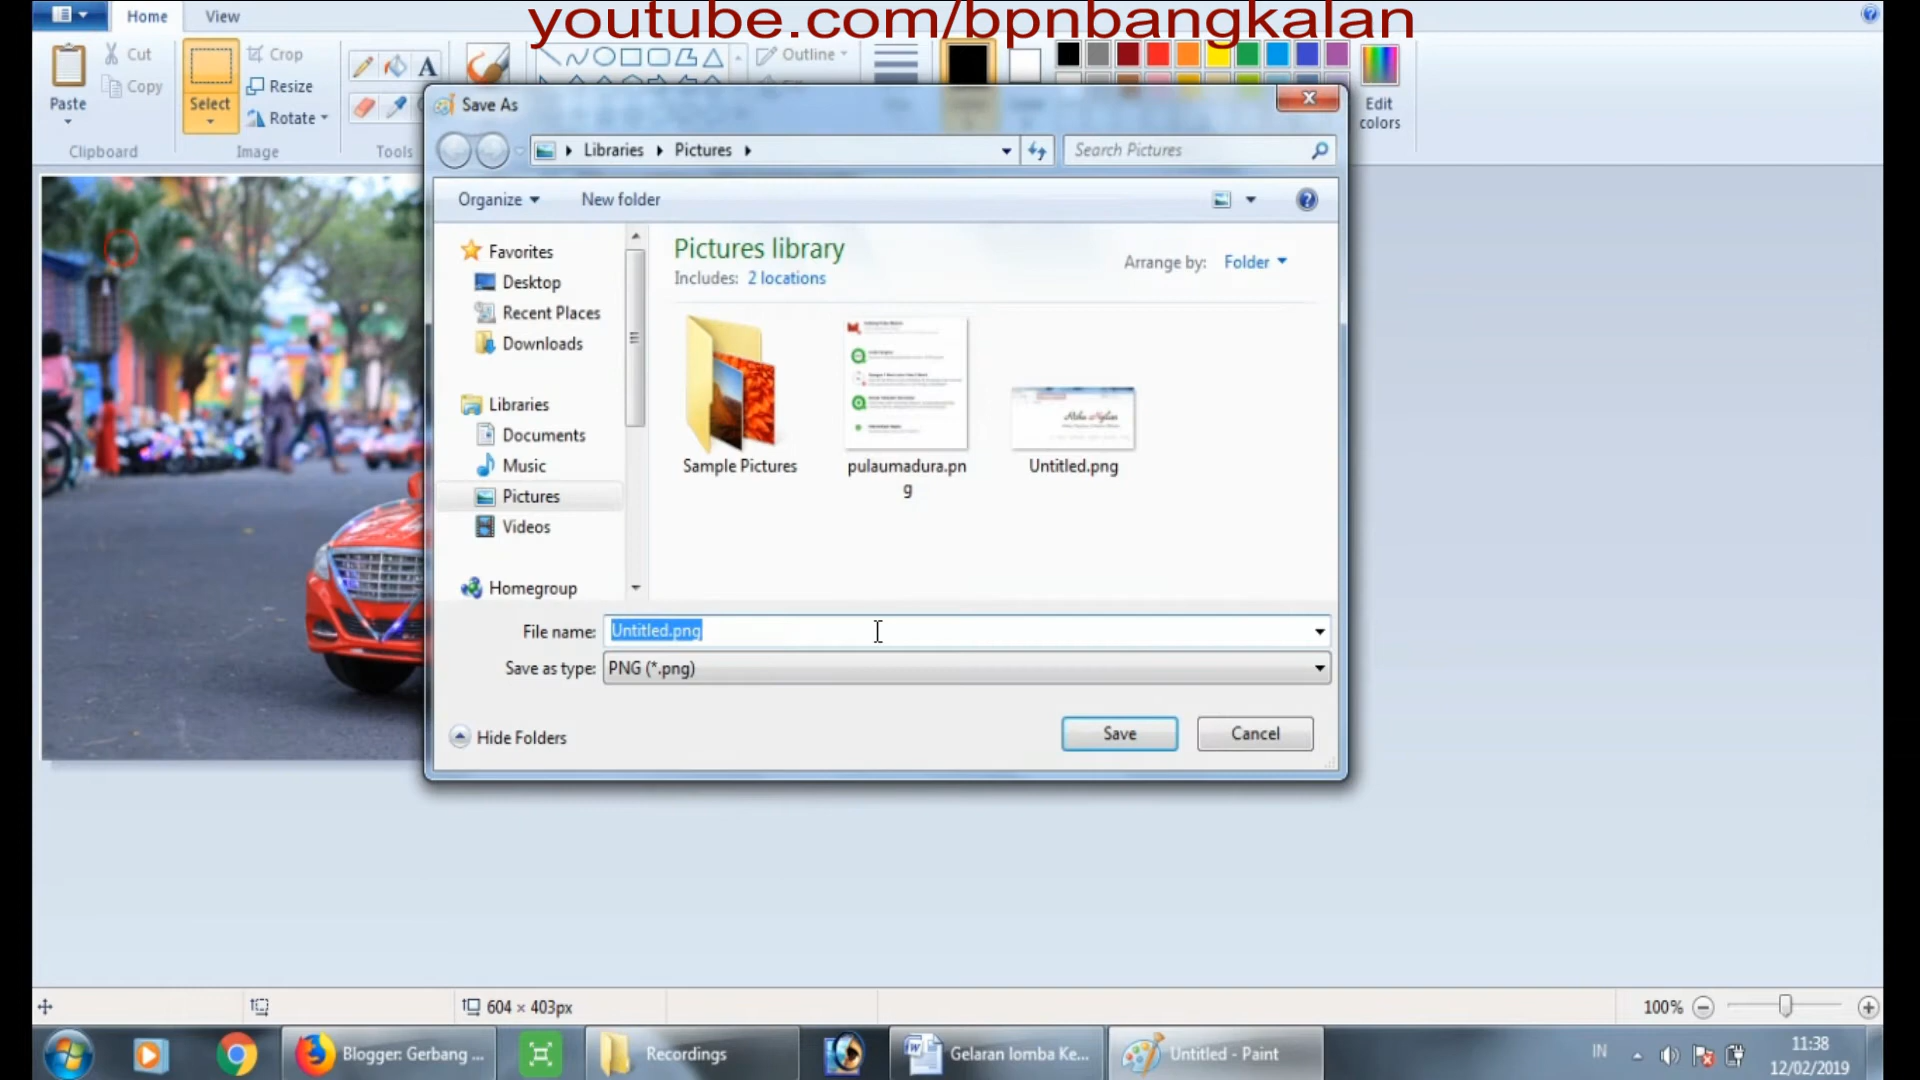 youtube.com/bpnbangkalan
Home
View
Paste
Cut
Copy
Clipboard
Select
Crop
Resize
Rotate
Image
Tools
Outline
Edit
colors
Save As
Libraries
Pictures
Search Pictures
Organize
New folder
Favorites
Desktop
Recent Places
Downloads
Libraries
Documents
Music
Pictures
Videos
Homegroup
Pictures library
Includes: 2 locations
Arrange by: Folder
Sample Pictures
pulaumadura.pn
g
Untitled.png
File name: Untitled.png
Save as type: PNG (*.png)
Hide Folders
Save
Cancel
604 × 403px
100%
Blogger: Gerbang ...
Recordings
Gelaran lomba Ke...
Untitled - Paint
IN
11:38
12/02/2019